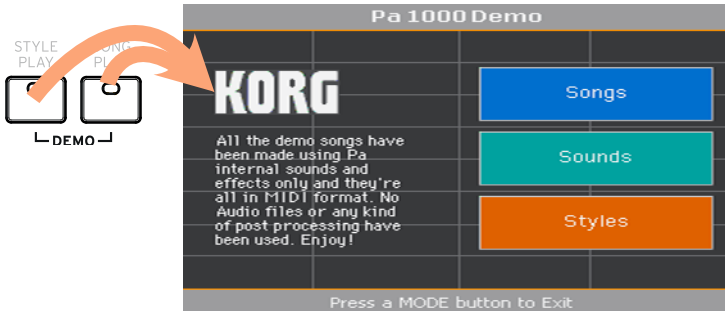 STYLE
PLAY
DEMO
Pa 1000 Demo
KORG
All the demo songs have
been made using Pa
internal sounds and
effects only and they're
all in MIDI format. No
Audio files or any kind
of post processing have
been used. Enjoy!
Songs
Sounds
Styles
Press a MODE button to Exit